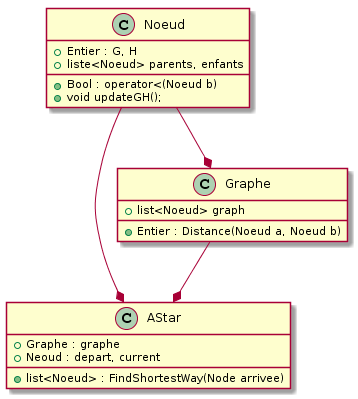 C Noeud
Entier : G, H
liste<Noeud> parents, enfants
Bool : operator<(Noeud b)
void updateGH();
C Graphe
list<Noeud> graph
Entier : Distance(Noeud a, Noeud b)
C AStar
Graphe : graphe
Neoud : depart, current
list<Noeud> : FindShortestWay(Node arrivee)